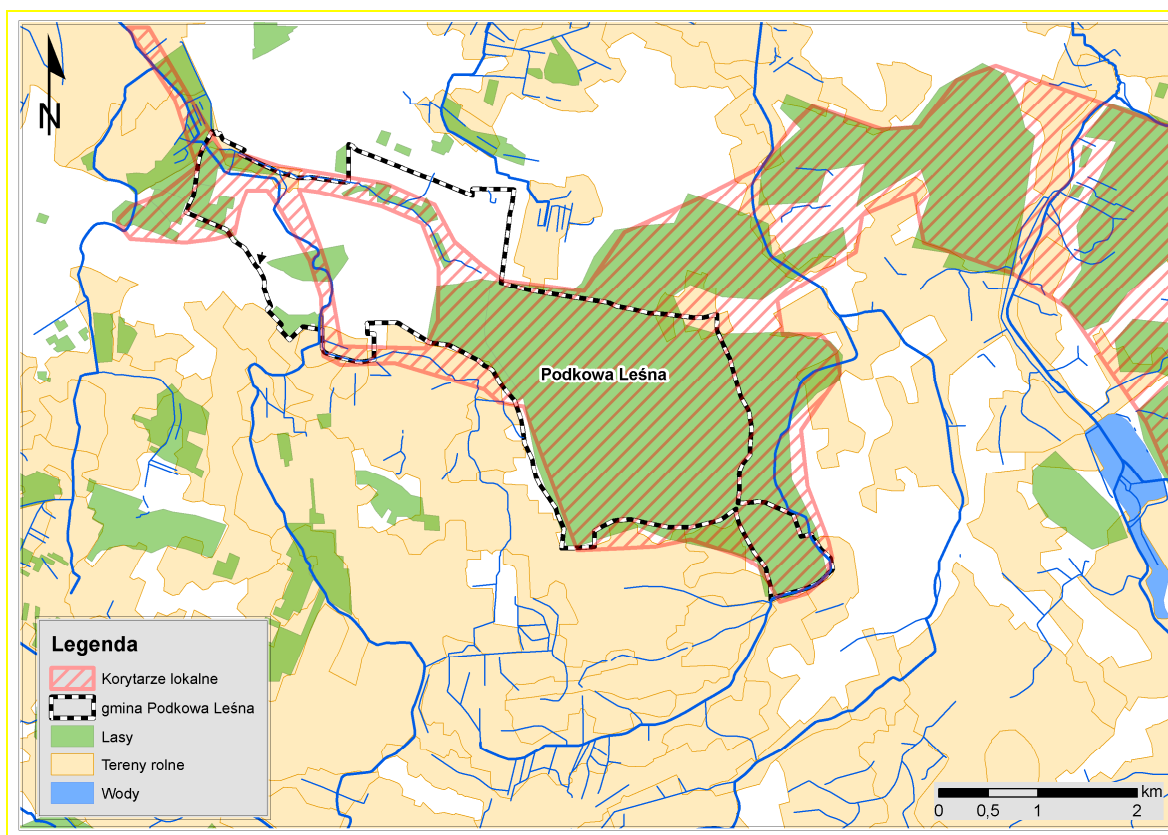 N
Podkowa Leśna
Legenda
Korytarze lokalne
gmina Podkowa Leśna
Lasy
Tereny rolne
Wody
km
0 0,5 1 2